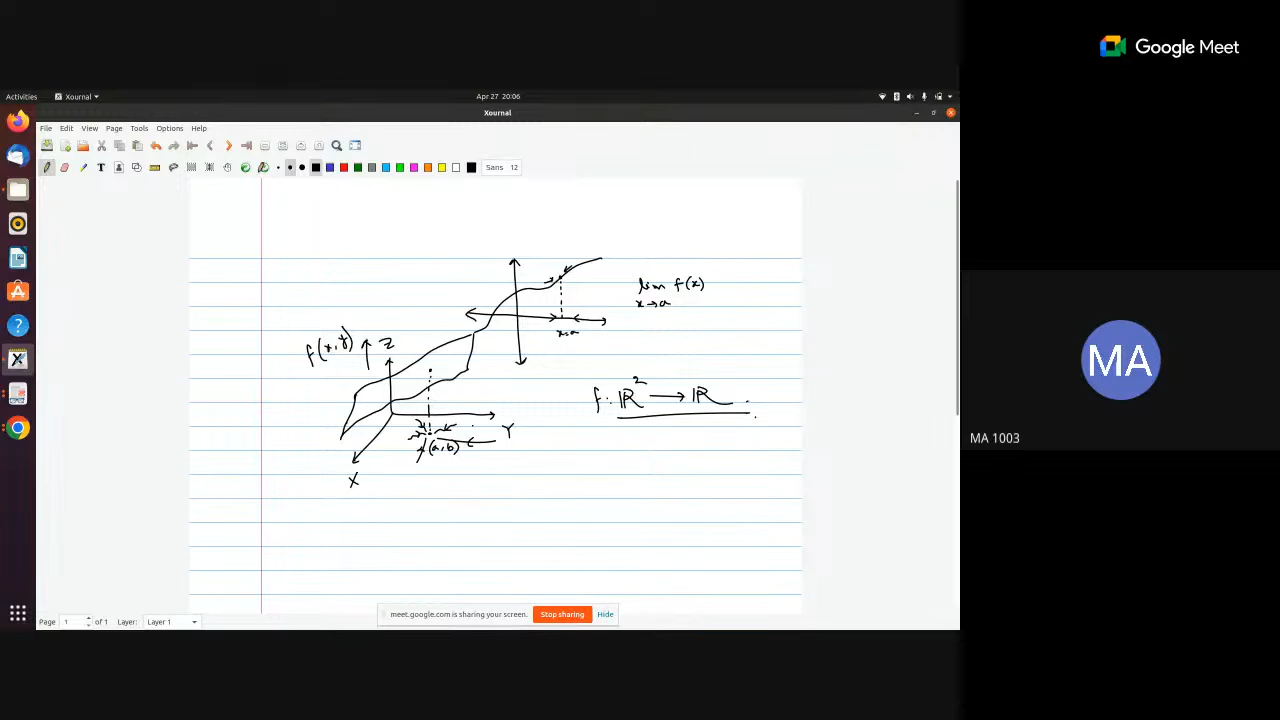 Google Meet
Activities
Xournal
Apr 27 20:06
Xournal
File Edit View Page Tools Options Help
Sans 12
lim f(x)
x→a
x=a
f(x,y)
Z
f: ℝ² → ℝ
Y
(a,b)
X
MA
MA 1003
meet.google.com is sharing your screen.
Stop sharing
Hide
Page 1 of 1 Layer: Layer 1